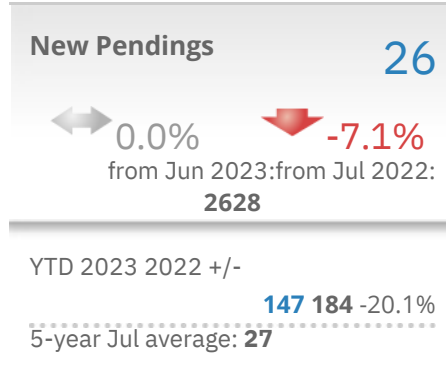 New Pendings
26
0.0% -7.1%
from Jun 2023:from Jul 2022:
2628
YTD 2023 2022 +/-
147 184 -20.1%
5-year Jul average: 27